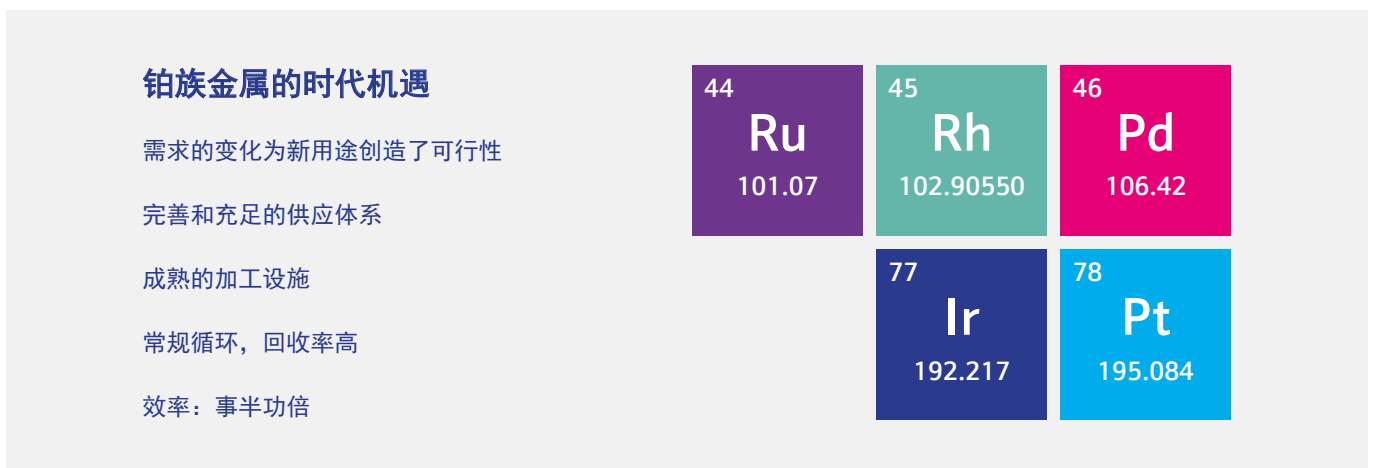 铂族金属的时代机遇
需求的变化为新用途创造了可行性
完善和充足的供应体系
成熟的加工设施
常规循环，回收率高
效率：事半功倍
44
Ru
101.07
45
Rh
102.90550
46
Pd
106.42
77
Ir
192.217
78
Pt
195.084